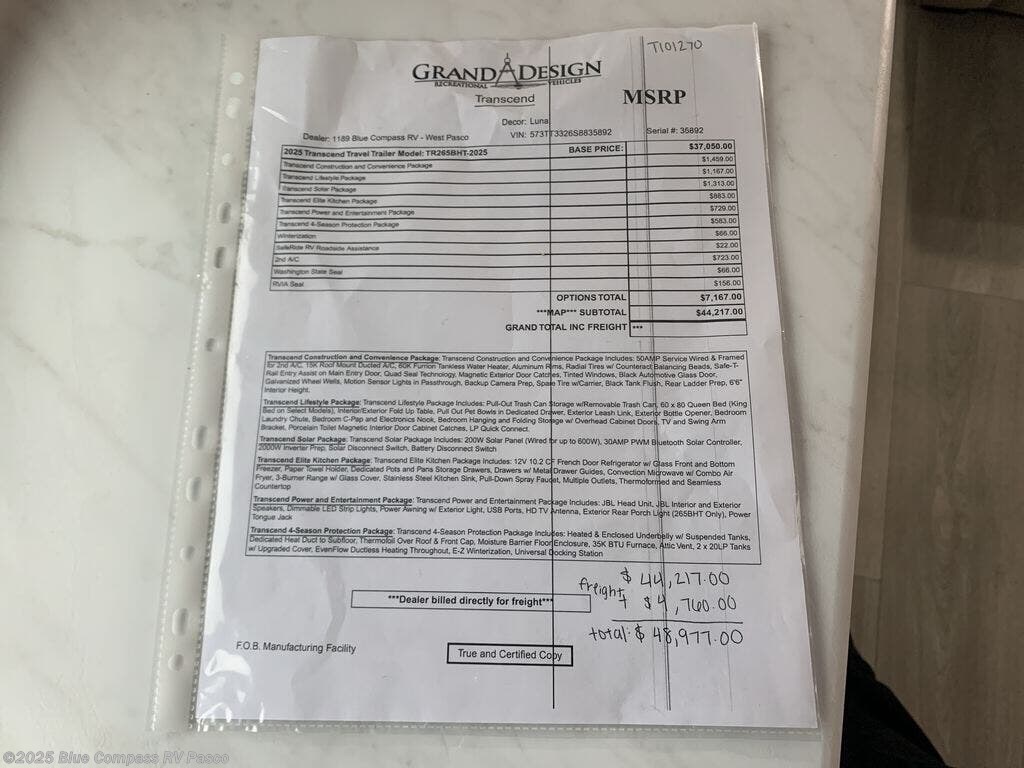 T101270
GRAND DESIGN
RECREATIONAL VEHICLES
Transcend
MSRP
Decor: Luna
Dealer: 1189 Blue Compass RV - West Pasco
VIN: 573TT3326S8835892
Serial #: 35892
2025 Transcend Travel Trailer Model: TR265BHT-2025 BASE PRICE: $37,050.00
Transcend Construction and Convenience Package $1,459.00
Transcend Lifestyle Package $1,167.00
Transcend Solar Package $1,313.00
Transcend Elite Kitchen Package $883.00
Transcend Power and Entertainment Package $729.00
Transcend 4-Season Protection Package $583.00
Winterization $66.00
SafeRide RV Roadside Assistance $22.00
2nd A/C $723.00
Washington State Seal $66.00
RVIA Seal $156.00
OPTIONS TOTAL $7,167.00
***MAP*** SUBTOTAL $44,217.00
GRAND TOTAL INC FREIGHT ***
Transcend Construction and Convenience Package: Transcend Construction and Convenience Package Includes: 50AMP Service Wired & Framed
for 2nd A/C, 15K Roof Mount Ducted A/C, 60K Furrion Tankless Water Heater, Aluminum Rims, Radial Tires w/ Counteract Balancing Beads, Safe-T-
Rail Entry Assist on Main Entry Door, Quad Seal Technology, Magnetic Exterior Door Catches, Tinted Windows, Black Automotive Glass Door,
Galvanized Wheel Wells, Motion Sensor Lights in Passthrough, Backup Camera Prep, Spare Tire w/Carrier, Black Tank Flush, Rear Ladder Prep, 6'6"
Interior Height.
Transcend Lifestyle Package: Transcend Lifestyle Package Includes: Pull-Out Trash Can Storage w/Removable Trash Can, 60 x 80 Queen Bed (King
Bed on Select Models), Interior/Exterior Fold Up Table, Pull Out Pet Bowls in Dedicated Drawer, Exterior Leash Link, Exterior Bottle Opener, Bedroom
Laundry Chute, Bedroom C-Pap and Electronics Nook, Bedroom Hanging and Folding Storage w/ Overhead Cabinet Doors, TV and Swing Arm
Bracket, Porcelain Toilet Magnetic Interior Door Cabinet Catches, LP Quick Connect.
Transcend Solar Package: Transcend Solar Package Includes: 200W Solar Panel (Wired for up to 600W), 30AMP PWM Bluetooth Solar Controller,
2000W Inverter Prep, Solar Disconnect Switch, Battery Disconnect Switch
Transcend Elite Kitchen Package: Transcend Elite Kitchen Package Includes: 12V 10.2 CF French Door Refrigerator w/ Glass Front and Bottom
Freezer, Paper Towel Holder, Dedicated Pots and Pans Storage Drawers, Drawers w/ Metal Drawer Guides, Convection Microwave w/ Combo Air
Fryer, 3-Burner Range w/ Glass Cover, Stainless Steel Kitchen Sink, Pull-Down Spray Faucet, Multiple Outlets, Thermoformed and Seamless
Countertop
Transcend Power and Entertainment Package: Transcend Power and Entertainment Package Includes: JBL Head Unit, JBL Interior and Exterior
Speakers, Dimmable LED Strip Lights, Power Awning w/ Exterior Light, USB Ports, HD TV Antenna, Exterior Rear Porch Light (265BHT Only), Power
Tongue Jack
Transcend 4-Season Protection Package: Transcend 4-Season Protection Package Includes: Heated & Enclosed Underbelly w/ Suspended Tanks,
Dedicated Heat Duct to Subfloor, Thermofoil Over Roof & Front Cap, Moisture Barrier Floor Enclosure, 35K BTU Furnace, Attic Vent, 2 x 20LP Tanks
w/ Upgraded Cover, EvenFlow Ductless Heating Throughout, E-Z Winterization, Universal Docking Station
***Dealer billed directly for freight***
$ 44,217.00
freight + $4,760.00
total: $ 48,977.00
F.O.B. Manufacturing Facility
True and Certified Copy
©2025 Blue Compass RV Pasco